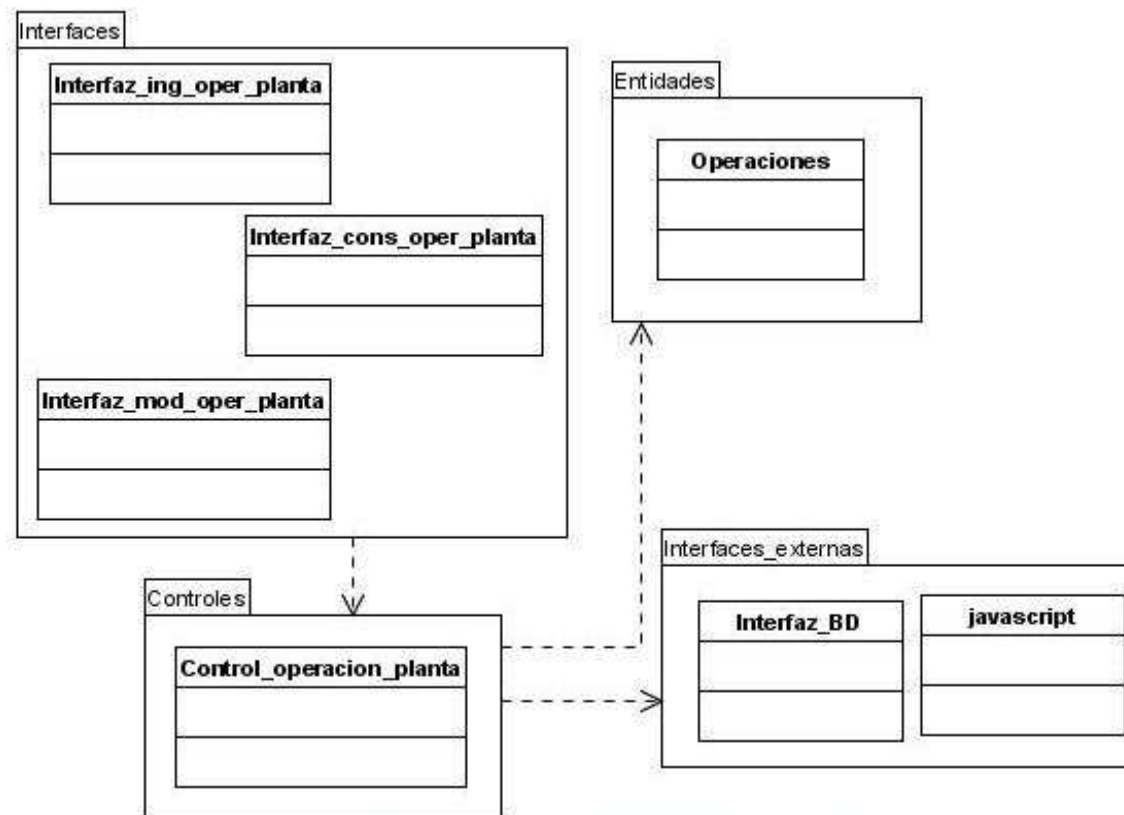 Interfaces
Interfaz_ing_oper_planta
Interfaz_cons_oper_planta
Interfaz_mod_oper_planta
Entidades
Operaciones
Controles
Control_operacion_planta
Interfaces_externas
Interfaz_BD
javascript